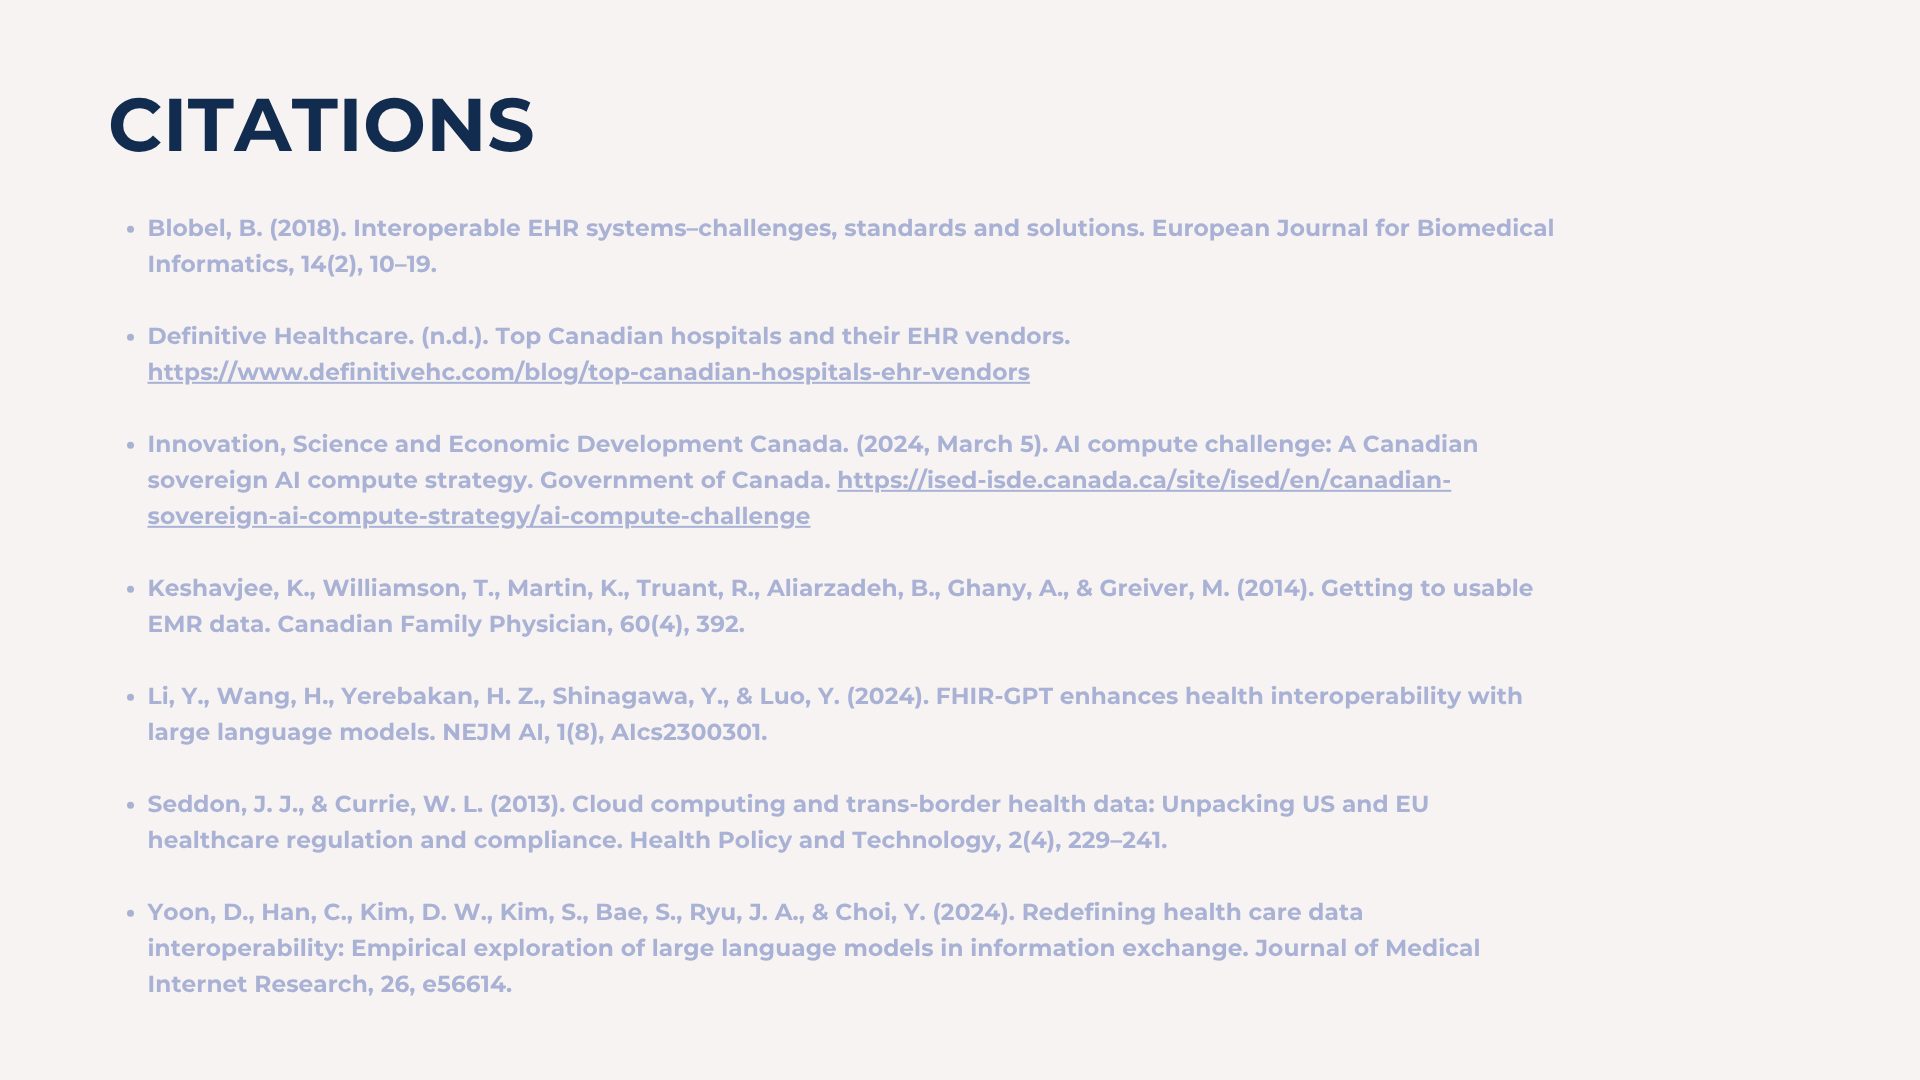 CITATIONS
• Blobel, B. (2018). Interoperable EHR systems–challenges, standards and solutions. European Journal for Biomedical
Informatics, 14(2), 10–19.
• Definitive Healthcare. (n.d.). Top Canadian hospitals and their EHR vendors.
https://www.definitivehc.com/blog/top-canadian-hospitals-ehr-vendors
• Innovation, Science and Economic Development Canada. (2024, March 5). AI compute challenge: A Canadian
sovereign AI compute strategy. Government of Canada. https://ised-isde.canada.ca/site/ised/en/canadian-
sovereign-ai-compute-strategy/ai-compute-challenge
• Keshavjee, K., Williamson, T., Martin, K., Truant, R., Aliarzadeh, B., Ghany, A., & Greiver, M. (2014). Getting to usable
EMR data. Canadian Family Physician, 60(4), 392.
• Li, Y., Wang, H., Yerebakan, H. Z., Shinagawa, Y., & Luo, Y. (2024). FHIR-GPT enhances health interoperability with
large language models. NEJM AI, 1(8), AIcs2300301.
• Seddon, J. J., & Currie, W. L. (2013). Cloud computing and trans-border health data: Unpacking US and EU
healthcare regulation and compliance. Health Policy and Technology, 2(4), 229–241.
• Yoon, D., Han, C., Kim, D. W., Kim, S., Bae, S., Ryu, J. A., & Choi, Y. (2024). Redefining health care data
interoperability: Empirical exploration of large language models in information exchange. Journal of Medical
Internet Research, 26, e56614.